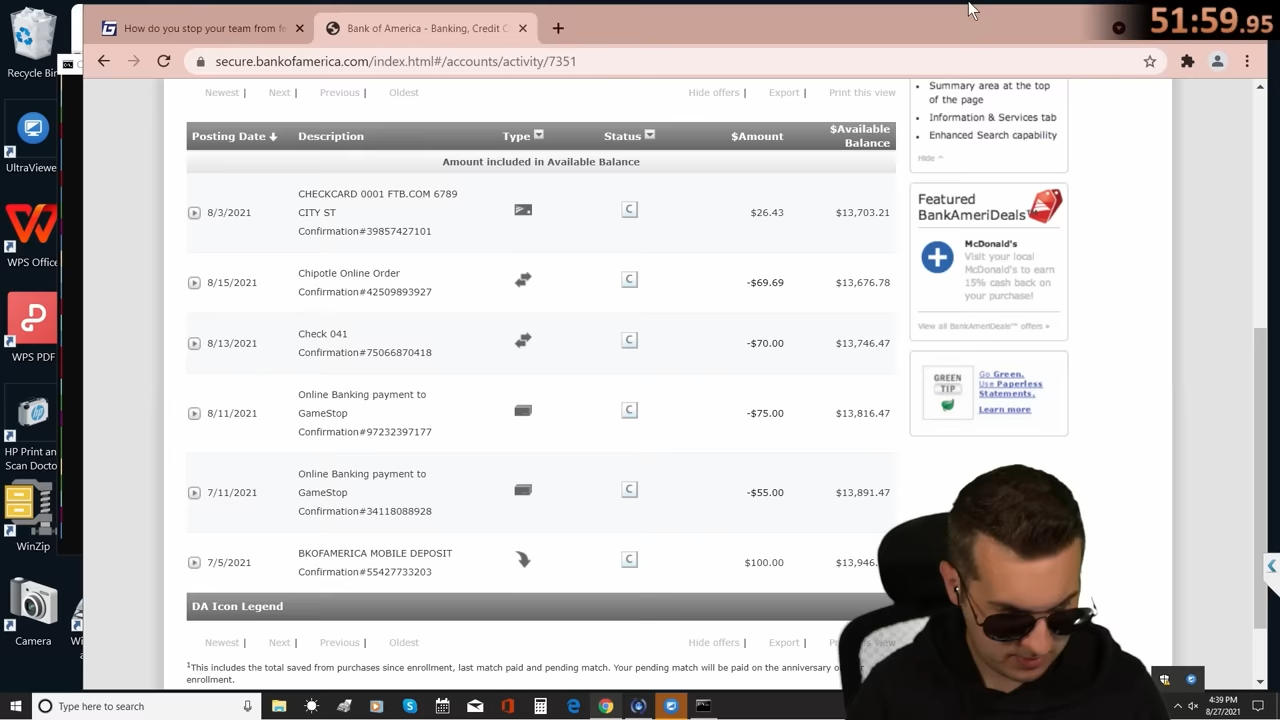 51:59.95
How do you stop your team from fe
Bank of America - Banking, Credit C
secure.bankofamerica.com/index.html#/accounts/activity/7351
Recycle Bin
UltraViewer
WPS Office
WPS PDF
HP Print and
Scan Doctor
WinZip
Camera
Newest | Next | Previous | Oldest
Hide offers | Export | Print this view
Posting Date Description Type Status $Amount $Available
Balance
Amount included in Available Balance
8/3/2021 CHECKCARD 0001 FTB.COM 6789
CITY ST
Confirmation#39857427101
C $26.43 $13,703.21
8/15/2021 Chipotle Online Order
Confirmation#42509893927
C -$69.69 $13,676.78
8/13/2021 Check 041
Confirmation#75066870418
C -$70.00 $13,746.47
8/11/2021 Online Banking payment to
GameStop
Confirmation#97232397177
C -$75.00 $13,816.47
7/11/2021 Online Banking payment to
GameStop
Confirmation#34118088928
C -$55.00 $13,891.47
7/5/2021 BKOFAMERICA MOBILE DEPOSIT
Confirmation#55427733203
C $100.00 $13,946.
DA Icon Legend
Newest | Next | Previous | Oldest
Hide offers | Export | view
1This includes the total saved from purchases since enrollment, last match paid and pending match. Your pending match will be paid on the anniversary
enrollment.
Summary area at the top
of the page
Information & Services tab
Enhanced Search capability
Hide ^
Featured
BankAmeriDeals™
McDonald's
Visit your local
McDonald's to earn
15% cash back on
your purchase!
View all BankAmeriDeals™ offers »
GREEN
TIP
Go Green.
Use Paperless
Statements.
Learn more
Type here to search
4:39 PM
8/27/2021